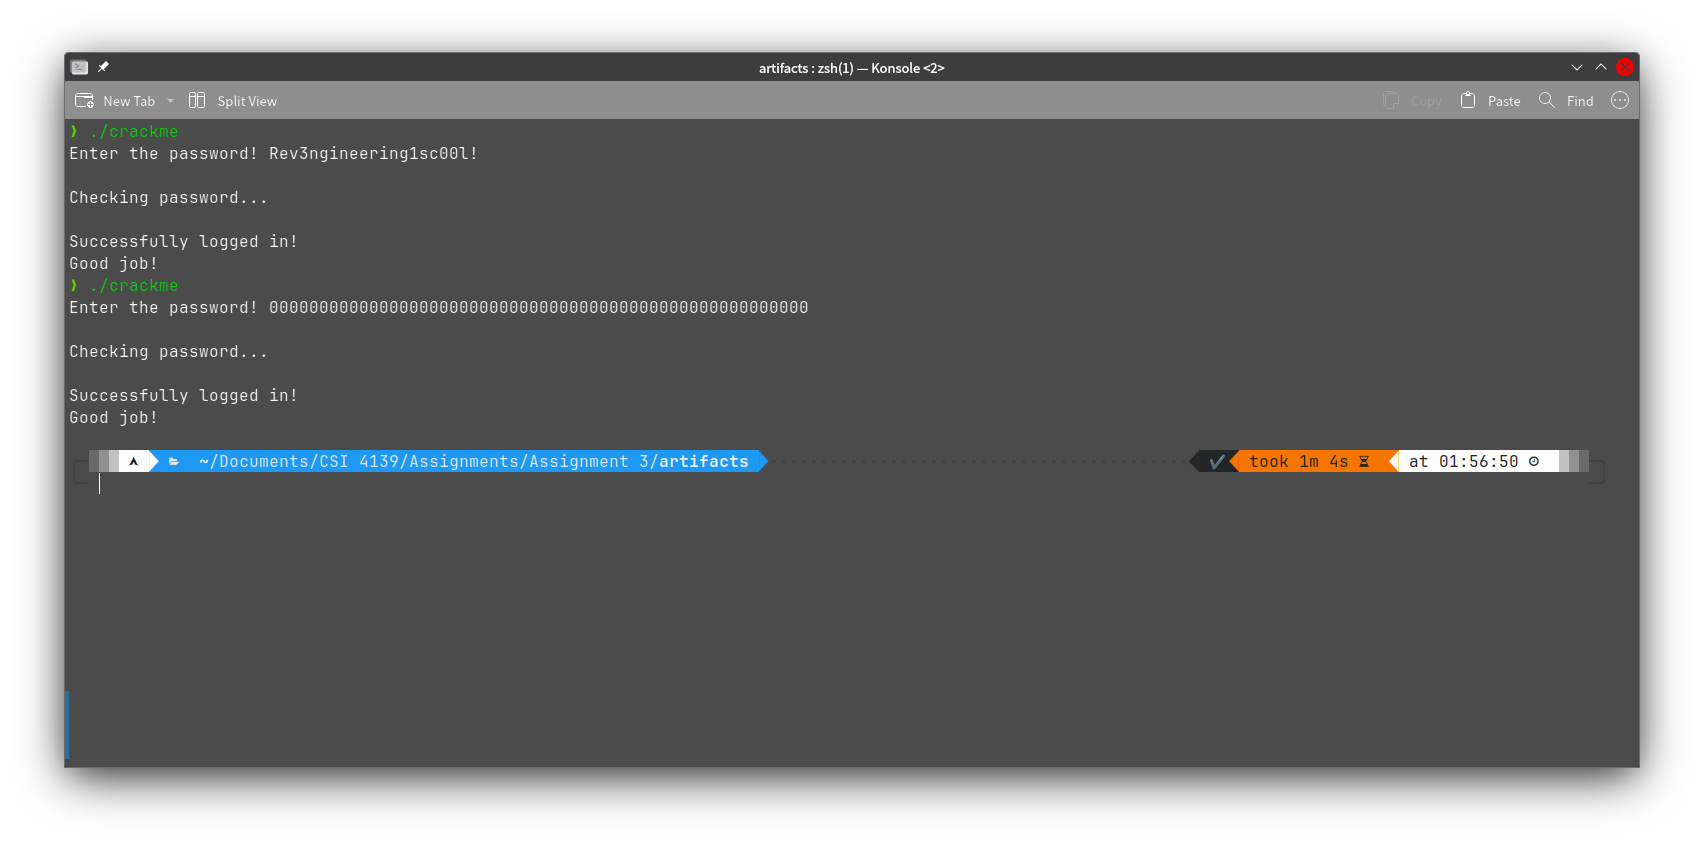 artifacts : zsh(1) — Konsole <2>
New Tab Split View Copy Paste Find
❯ ./crackme
Enter the password! Rev3ngineering1sc00l!
Checking password...
Successfully logged in!
Good job!
❯ ./crackme
Enter the password! 000000000000000000000000000000000000000000000000000000
Checking password...
Successfully logged in!
Good job!
~/Documents/CSI 4139/Assignments/Assignment 3/artifacts took 1m 4s at 01:56:50